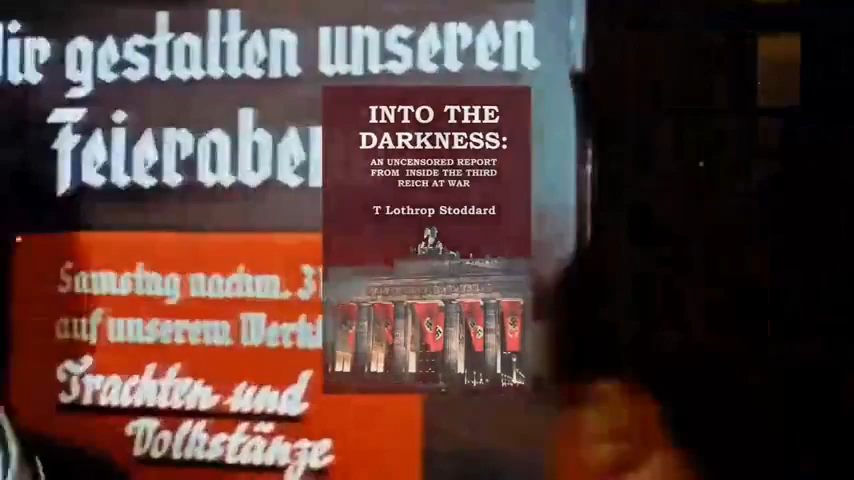 ir gestalten unseren
Feieraben
Samstag nachm. 3
auf unserem Werk
Trachten und
Volkstänze
INTO THE
DARKNESS:
AN UNCENSORED REPORT
FROM INSIDE THE THIRD
REICH AT WAR
T Lothrop Stoddard